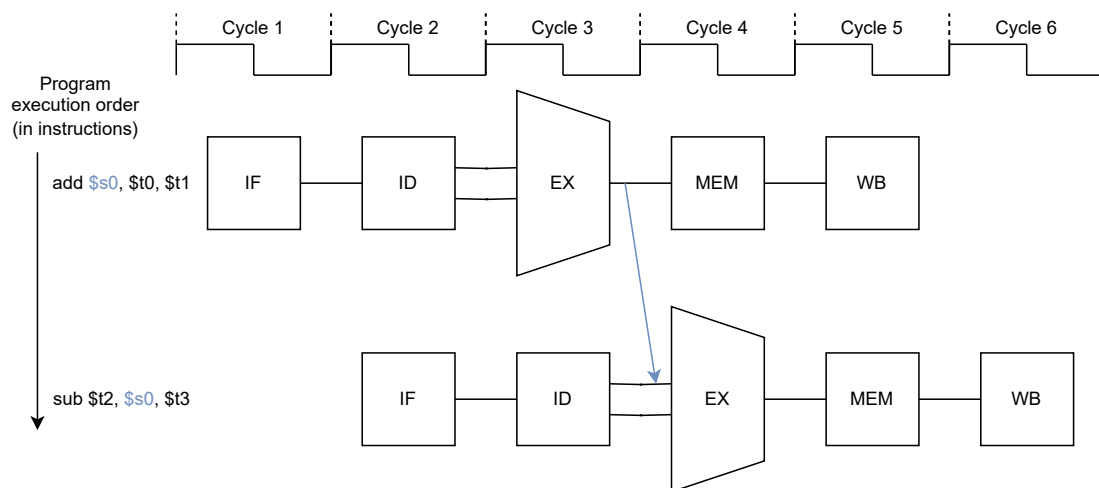 Cycle 1 Cycle 2 Cycle 3 Cycle 4 Cycle 5 Cycle 6
Program
execution order
(in instructions)
add $s0, $t0, $t1
IF ID EX MEM WB
sub $t2, $s0, $t3
IF ID EX MEM WB